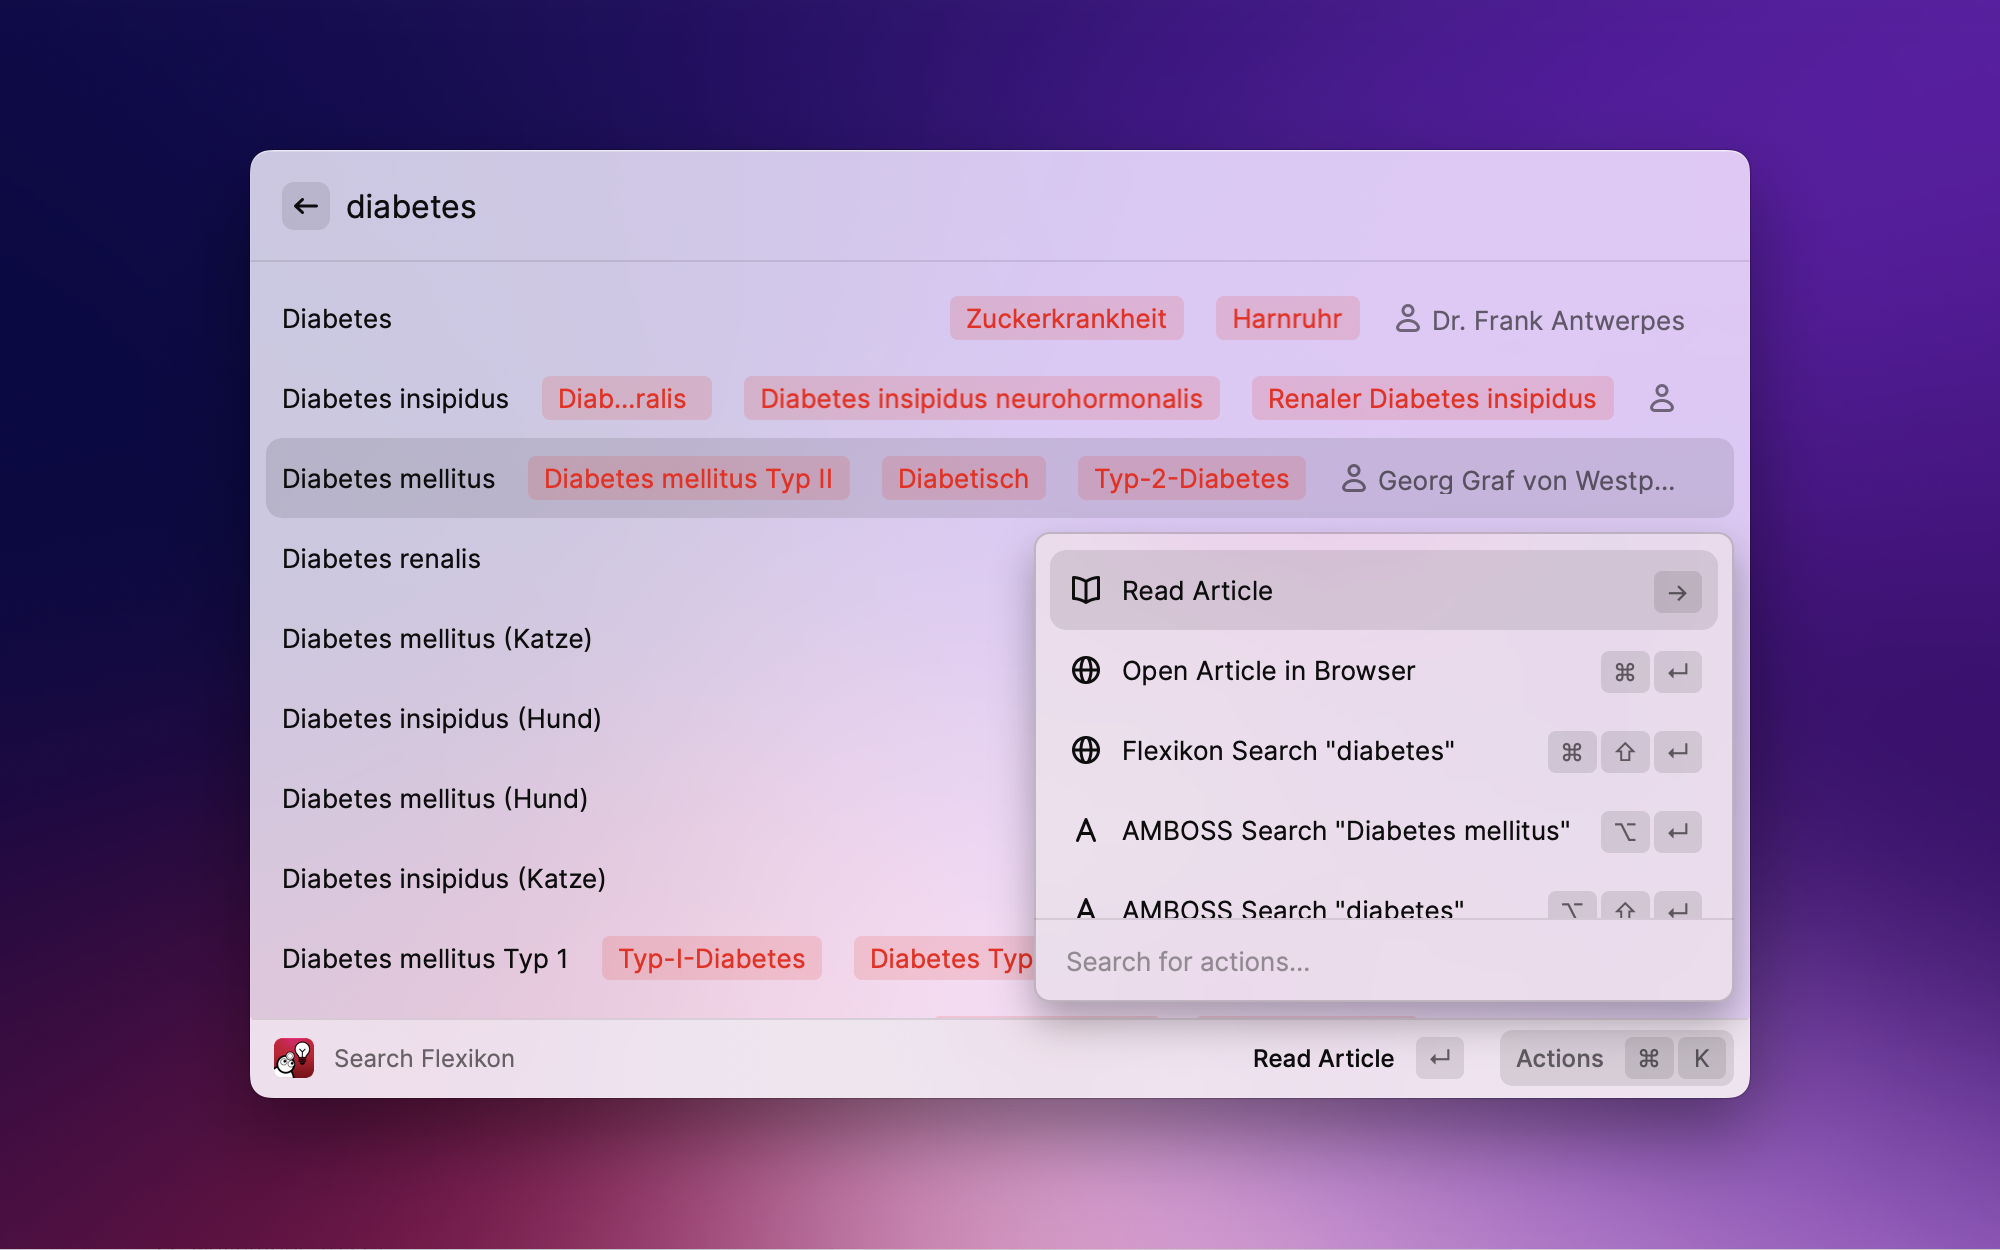 diabetes
Diabetes Zuckerkrankheit Harnruhr Dr. Frank Antwerpes
Diabetes insipidus Diab...ralis Diabetes insipidus neurohormonalis Renaler Diabetes insipidus
Diabetes mellitus Diabetes mellitus Typ II Diabetisch Typ-2-Diabetes Georg Graf von Westp...
Diabetes renalis
Diabetes mellitus (Katze)
Diabetes insipidus (Hund)
Diabetes mellitus (Hund)
Diabetes insipidus (Katze)
Diabetes mellitus Typ 1 Typ-I-Diabetes Diabetes Typ
Read Article →
Open Article in Browser ⌘ ↵
Flexikon Search "diabetes" ⌘ ⇧ ↵
AMBOSS Search "Diabetes mellitus" ⌥ ↵
AMBOSS Search "diabetes" ⌥ ⇧ ↵
Search for actions...
Search Flexikon Read Article ↵ Actions ⌘ K